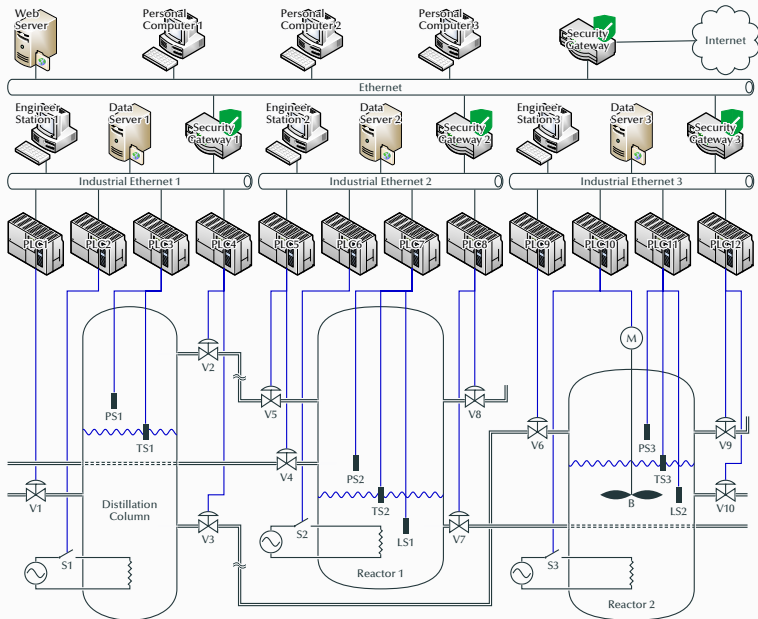 Web
Server
Personal
Computer 1
Personal
Computer 2
Personal
Computer 3
Security
Gateway
Internet
Ethernet
Engineer
Station 1
Data
Server 1
Security
Gateway 1
Engineer
Station 2
Data
Server 2
Security
Gateway 2
Engineer
Station 3
Data
Server 3
Security
Gateway 3
Industrial Ethernet 1
Industrial Ethernet 2
Industrial Ethernet 3
PLC1
PLC2
PLC3
PLC4
PLC5
PLC6
PLC7
PLC8
PLC9
PLC10
PLC11
PLC12
M
V2
V5
V8
PS1
TS1
V6
PS3
V9
V4
PS2
TS3
V1
Distillation
Column
V3
TS2
LS1
V7
B
LS2
V10
S1
S2
S3
Reactor 1
Reactor 2